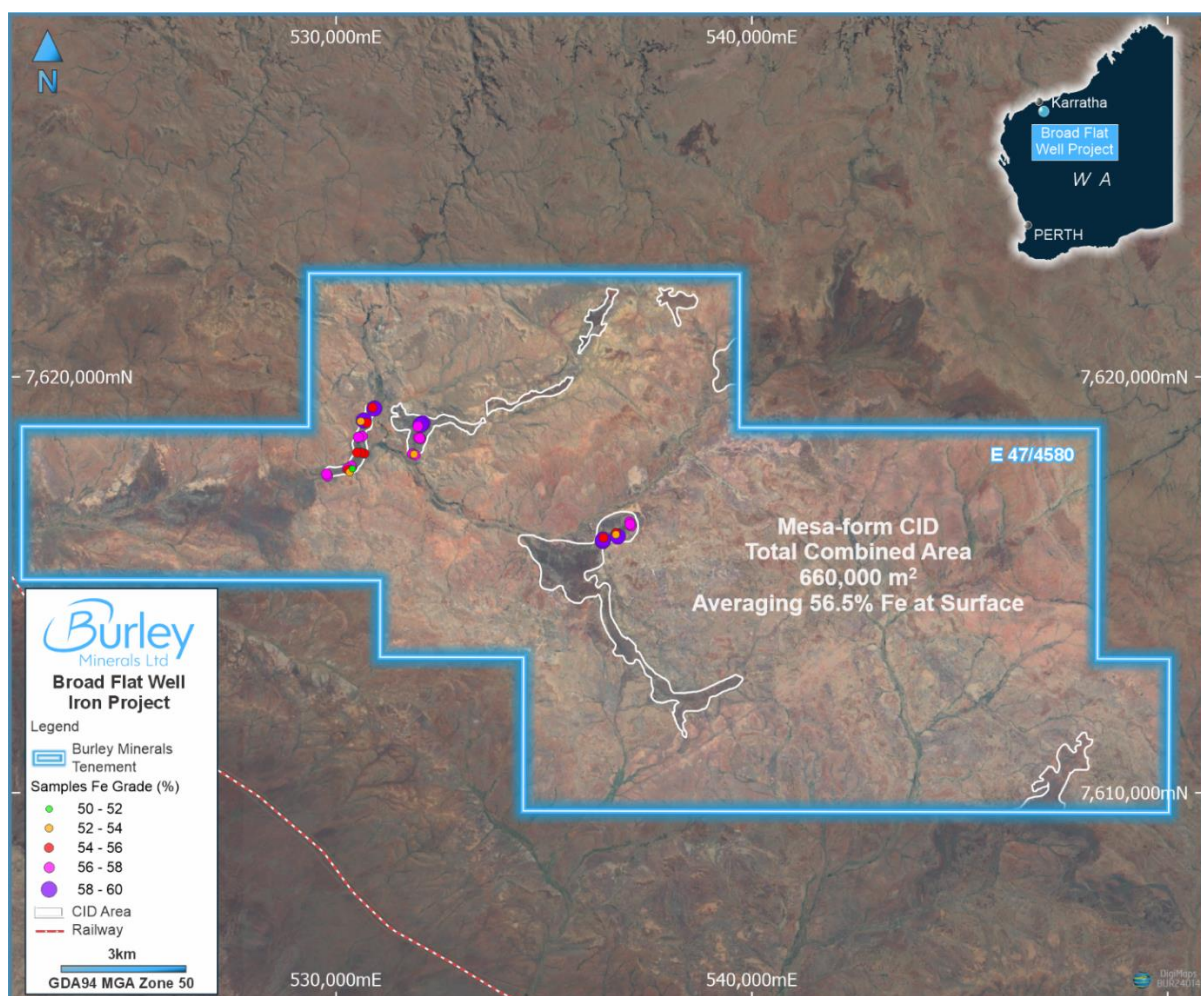 530,000mE
540,000mE
N
Karratha
Broad Flat
Well Project
W A
PERTH
7,620,000mN
7,620,000mN
E 47/4580
Mesa-form CID
Total Combined Area
660,000 m²
Averaging 56.5% Fe at Surface
Burley
Minerals Ltd
Broad Flat Well
Iron Project
Legend
Burley Minerals
Tenement
Samples Fe Grade (%)
50 - 52
52 - 54
54 - 56
56 - 58
58 - 60
CID Area
Railway
3km
GDA94 MGA Zone 50
7,610,000mN
530,000mE
540,000mE
DigiMaps